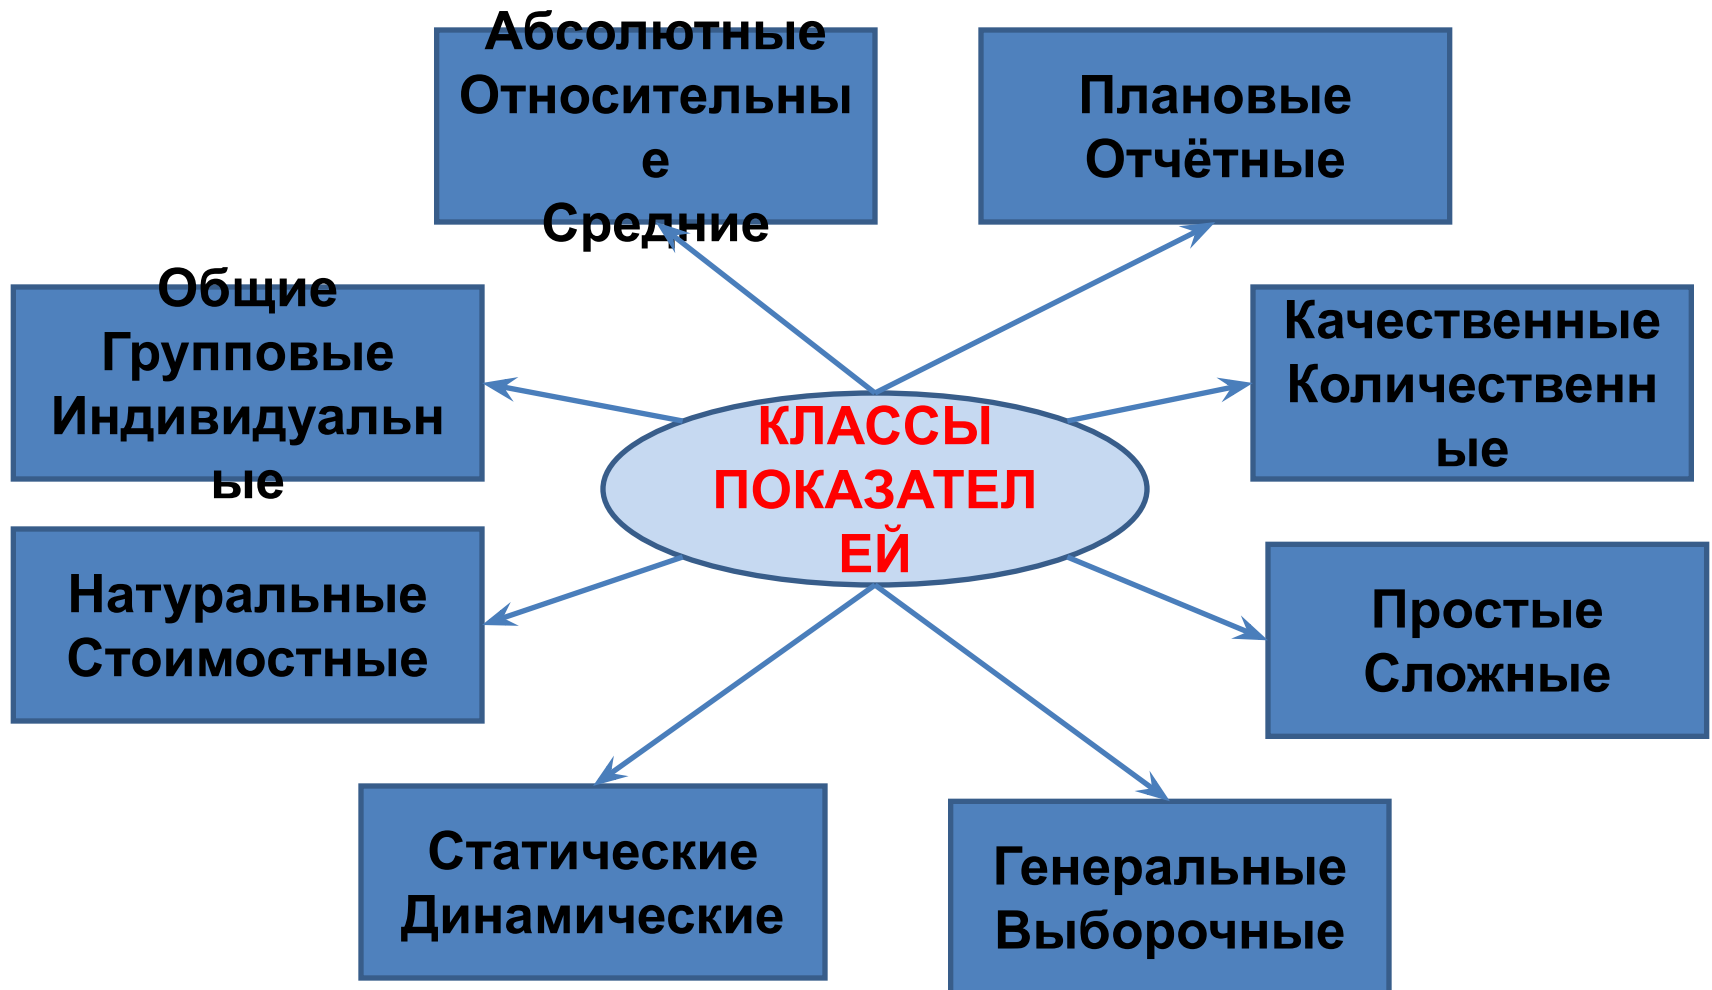 Абсолютные
Относительны
е
Средние
Плановые
Отчётные
Общие
Групповые
Индивидуальн
ые
Качественные
Количественн
ые
КЛАССЫ
ПОКАЗАТЕЛ
ЕЙ
Натуральные
Стоимостные
Простые
Сложные
Статические
Динамические
Генеральные
Выборочные